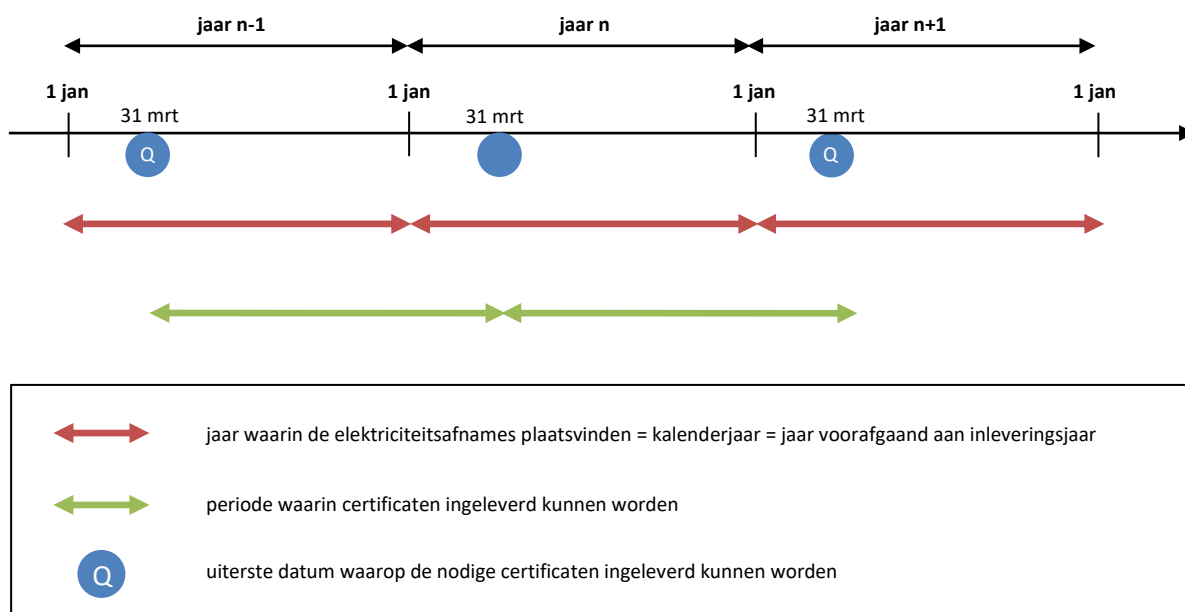 jaar n-1 jaar n jaar n+1
1 jan 1 jan 1 jan 1 jan
31 mrt 31 mrt 31 mrt
Q Q
jaar waarin de elektriciteitsafnames plaatsvinden = kalenderjaar = jaar voorafgaand aan inleveringsjaar
periode waarin certificaten ingeleverd kunnen worden
Q uiterste datum waarop de nodige certificaten ingeleverd kunnen worden